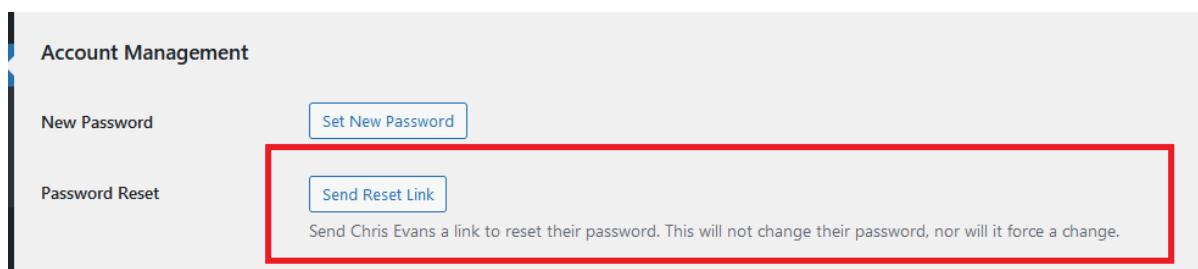 Account Management
New Password
Set New Password
Password Reset
Send Reset Link
Send Chris Evans a link to reset their password. This will not change their password, nor will it force a change.